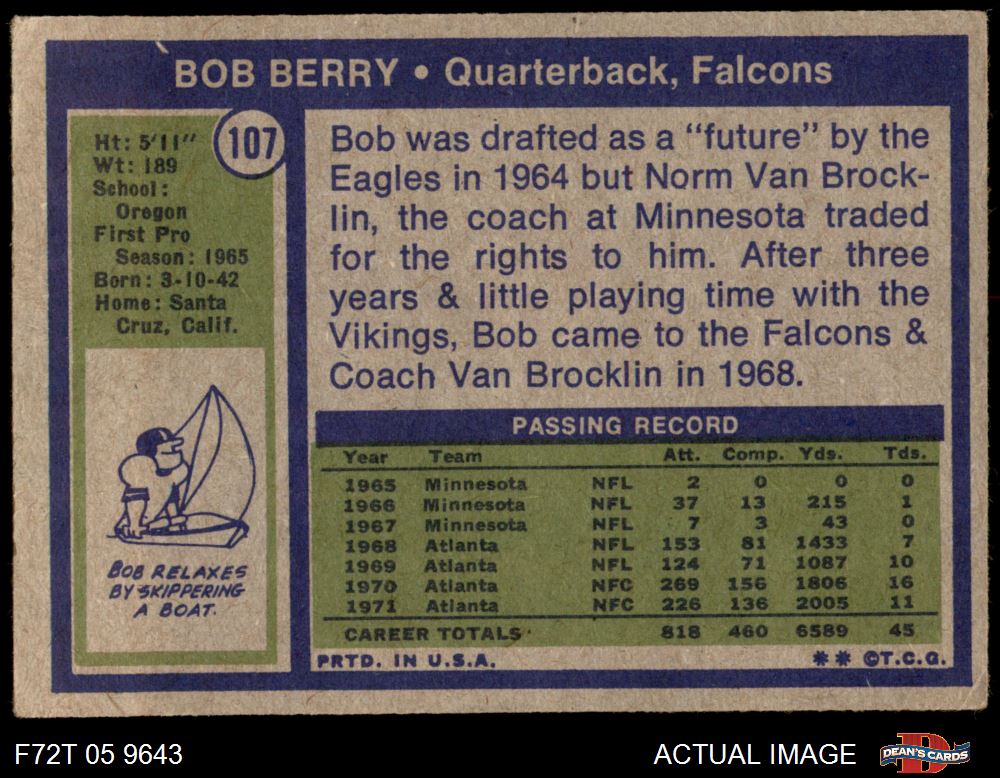 BOB BERRY • Quarterback, Falcons
107
Ht: 5'11"
Wt: 189
School:
Oregon
First Pro
Season: 1965
Born: 3-10-42
Home: Santa
Cruz, Calif.
BOB RELAXES
BY SKIPPERING
A BOAT.
Bob was drafted as a "future" by the
Eagles in 1964 but Norm Van Brock-
lin, the coach at Minnesota traded
for the rights to him. After three
years & little playing time with the
Vikings, Bob came to the Falcons &
Coach Van Brocklin in 1968.
PASSING RECORD
Year Team Att. Comp. Yds. Tds.
1965 Minnesota NFL 2 0 0 0
1966 Minnesota NFL 37 13 215 1
1967 Minnesota NFL 7 3 43 0
1968 Atlanta NFL 153 81 1433 7
1969 Atlanta NFL 124 71 1087 10
1970 Atlanta NFC 269 156 1806 16
1971 Atlanta NFC 226 136 2005 11
CAREER TOTALS 818 460 6589 45
PRTD. IN U.S.A. ** ©T.C.G.
F72T 05 9643 ACTUAL IMAGE DEAN'S CARDS